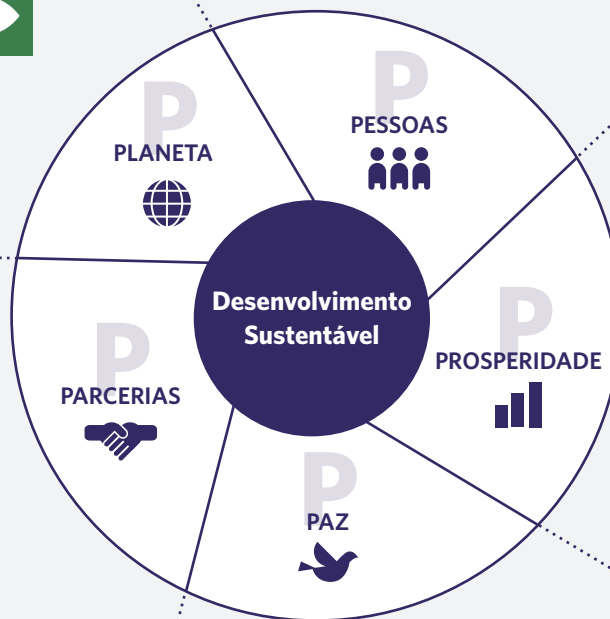 P
PLANETA
P
PESSOAS
Desenvolvimento
Sustentável
P
PROSPERIDADE
P
PARCERIAS
P
PAZ